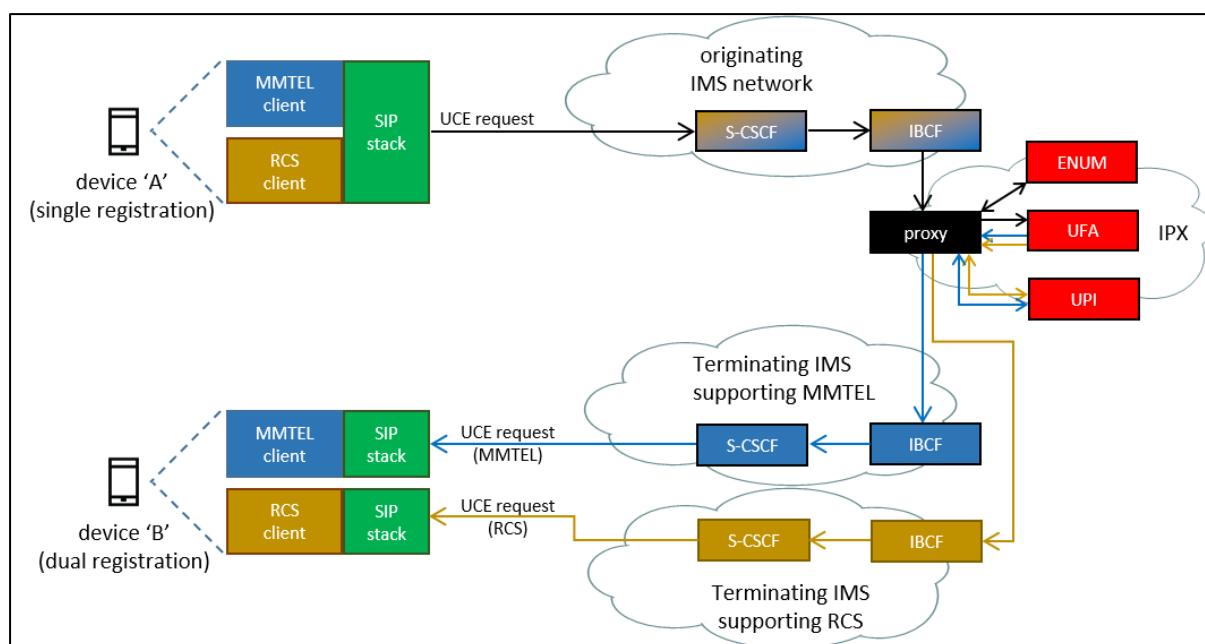 MMTEL
client
RCS
client
SIP
stack
device ‘A’
(single registration)
UCE request
originating
IMS network
S-CSCF
IBCF
ENUM
proxy
UFA
IPX
UPI
Terminating IMS
supporting MMTEL
MMTEL
client
SIP
stack
UCE request
(MMTEL)
S-CSCF
IBCF
device ‘B’
(dual registration)
RCS
client
SIP
stack
UCE request
(RCS)
S-CSCF
IBCF
Terminating IMS
supporting RCS